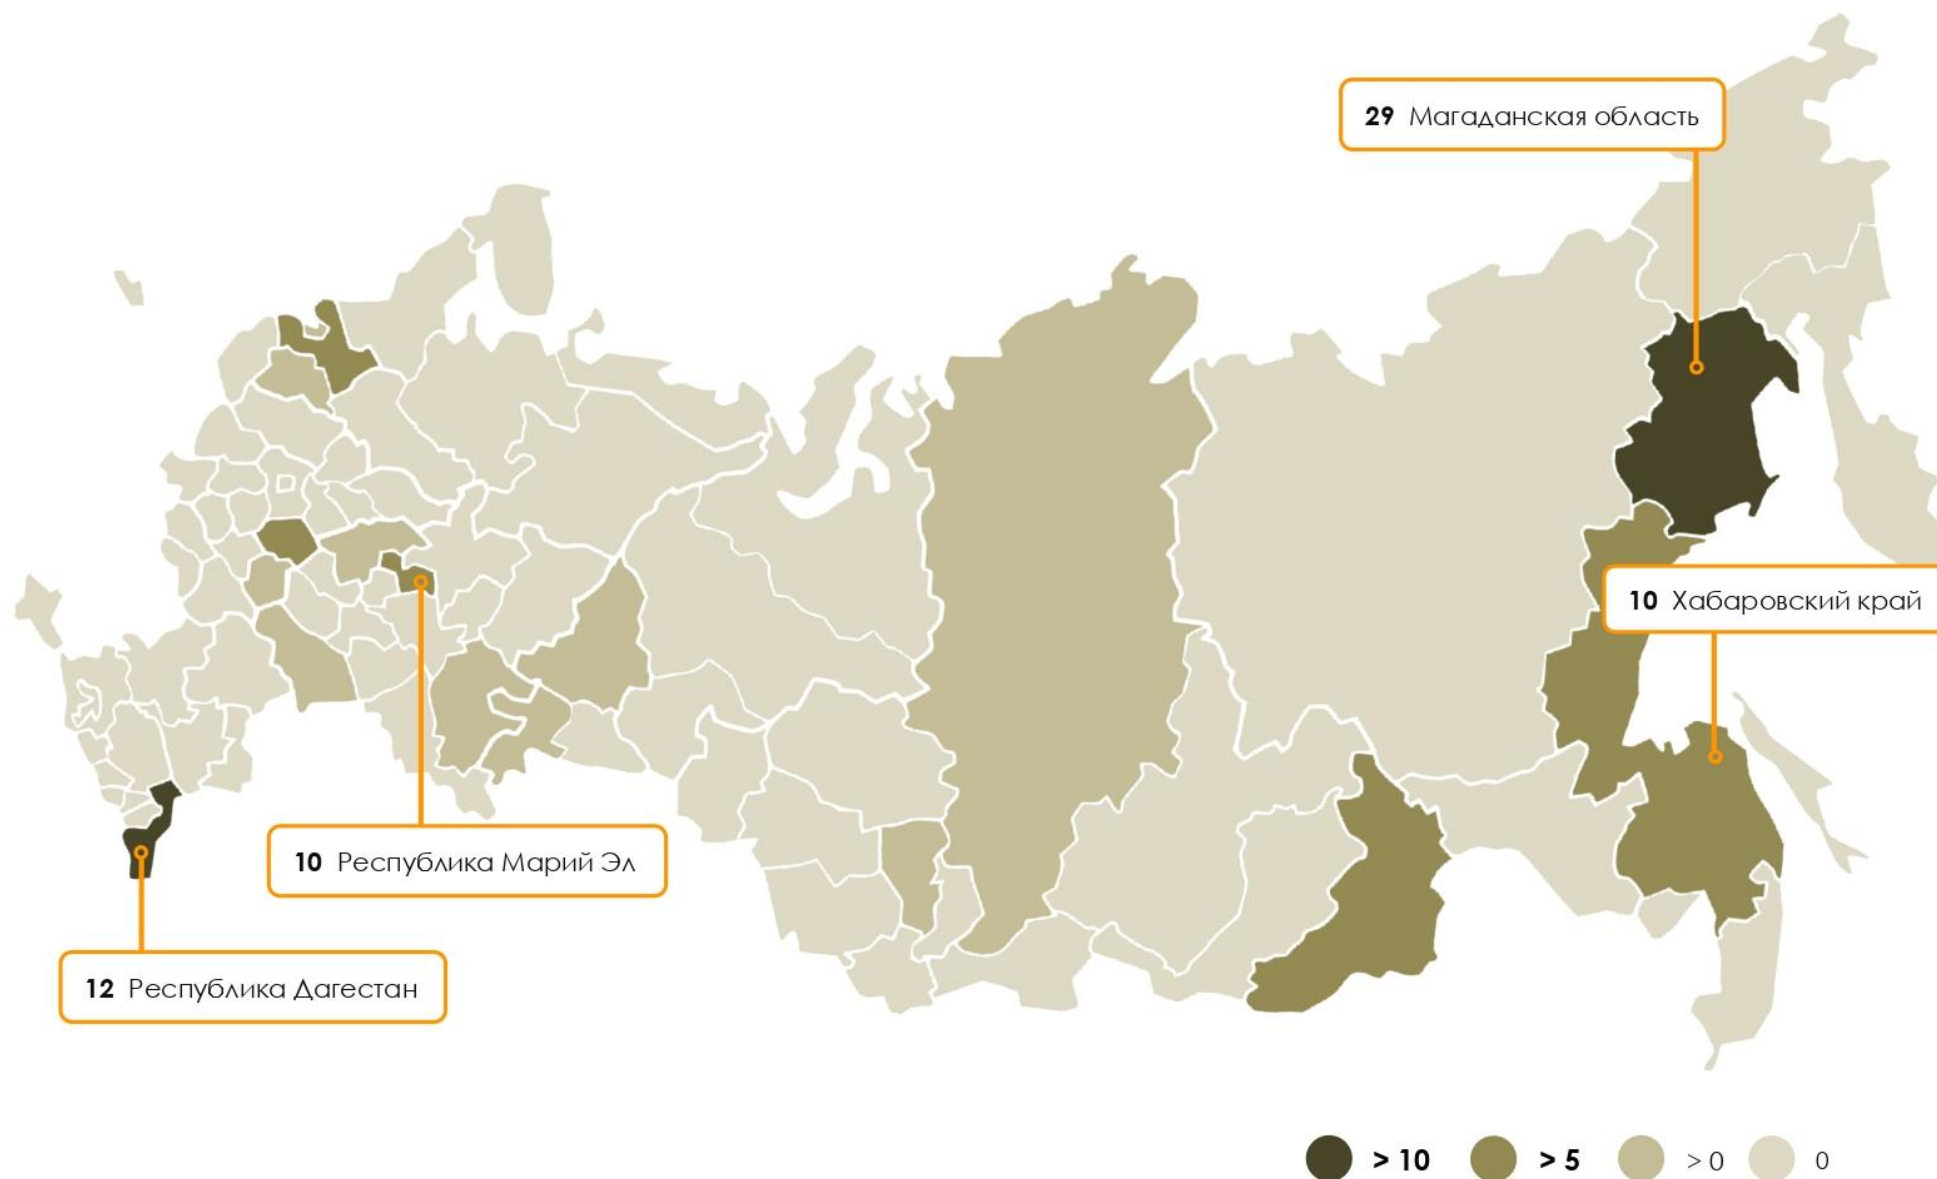 29 Магаданская область
10 Хабаровский край
10 Республика Марий Эл
12 Республика Дагестан
> 10 > 5 > 0 0